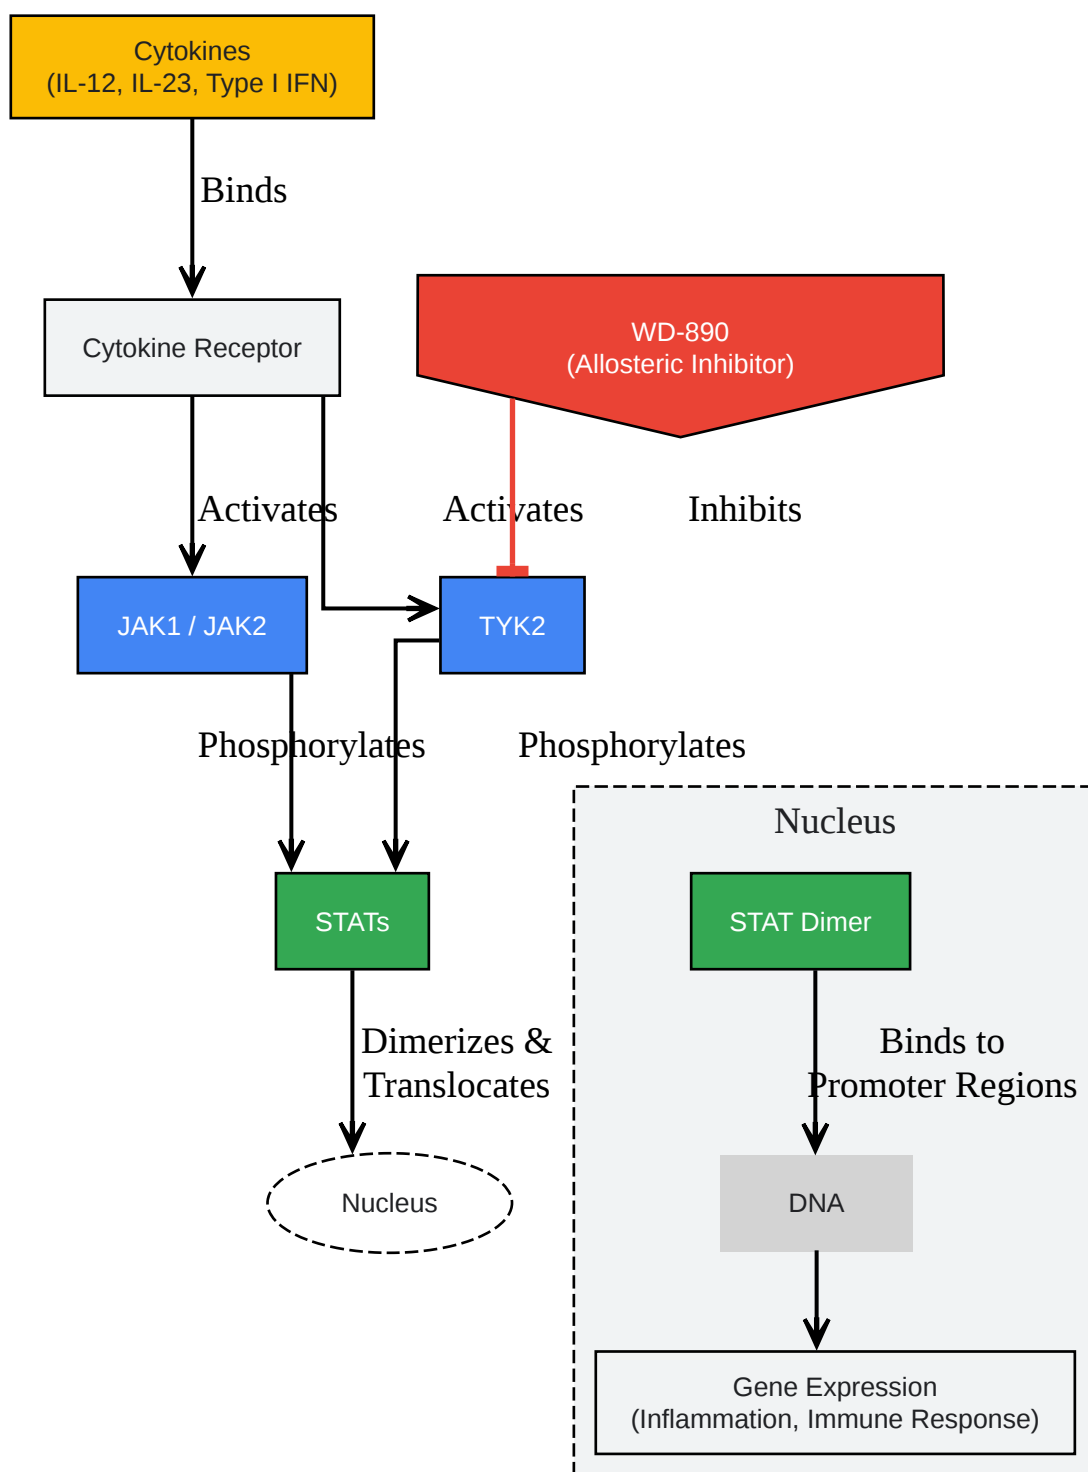 Cytokines
(IL-12, IL-23, Type I IFN)
Binds
Cytokine Receptor
WD-890
(Allosteric Inhibitor)
Activates
Activates
Inhibits
JAK1 / JAK2
TYK2
Phosphorylates
Phosphorylates
Nucleus
STATs
STAT Dimer
Dimerizes &
Translocates
Binds to
Promoter Regions
Nucleus
DNA
Gene Expression
(Inflammation, Immune Response)